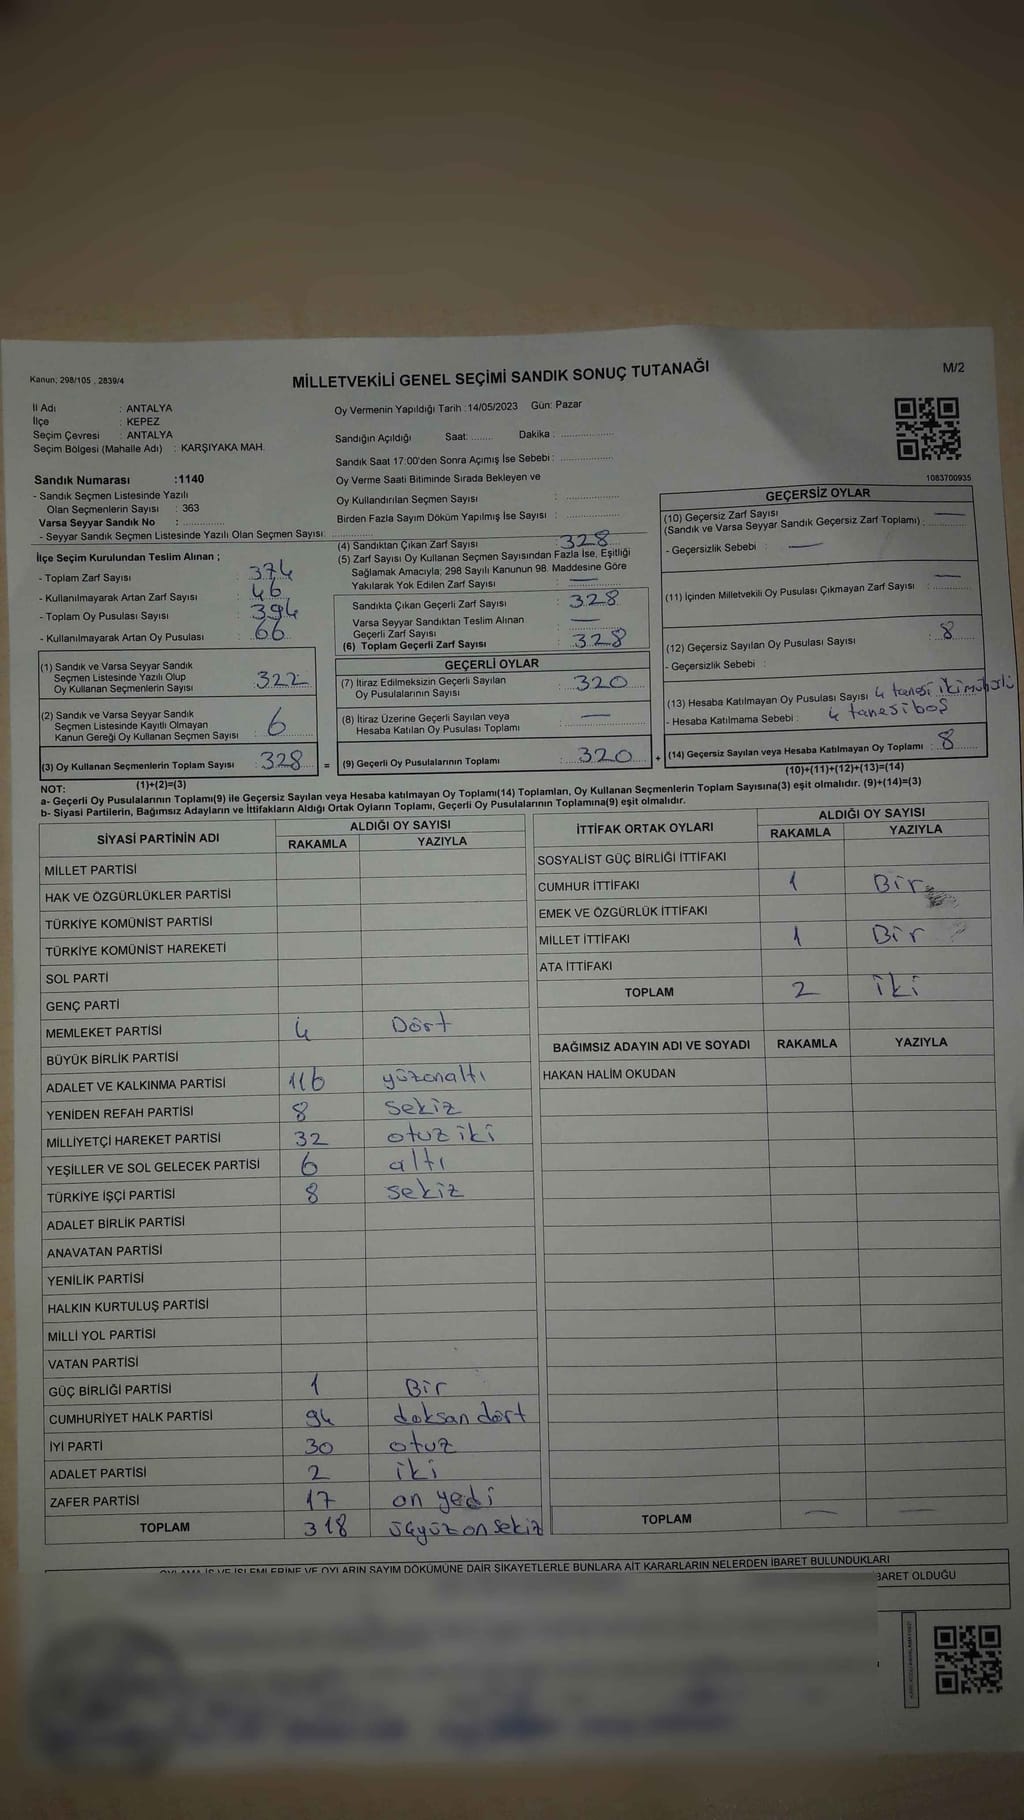 Kanun, 298/105 , 2839/4
MİLLETVEKİLİ GENEL SEÇİMİ SANDIK SONUÇ TUTANAĞI
M/2
İl Adı : ANTALYA
İlçe : KEPEZ
Seçim Çevresi : ANTALYA
Seçim Bölgesi (Mahalle Adı) : KARŞIYAKA MAH.
Oy Vermenin Yapıldığı Tarih :14/05/2023 Gün: Pazar
Sandığın Açıldığı Saat: ........ Dakika : ................
Sandık Saat 17:00'den Sonra Açımış İse Sebebi : ................
1083700935
Sandık Numarası :1140
- Sandık Seçmen Listesinde Yazılı
Olan Seçmenlerin Sayısı : 363
Varsa Seyyar Sandık No : ..............
- Seyyar Sandık Seçmen Listesinde Yazılı Olan Seçmen Sayısı: ..............
Oy Verme Saati Bitiminde Sırada Bekleyen ve
Oy Kullandırılan Seçmen Sayısı : ................
Birden Fazla Sayım Döküm Yapılmış İse Sayısı : ................
İlçe Seçim Kurulundan Teslim Alınan ;
- Toplam Zarf Sayısı : 374
- Kullanılmayarak Artan Zarf Sayısı : 46
- Toplam Oy Pusulası Sayısı : 394
- Kullanılmayarak Artan Oy Pusulası : 66
(1) Sandık ve Varsa Seyyar Sandık
Seçmen Listesinde Yazılı Olup
Oy Kullanan Seçmenlerin Sayısı : 322
(2) Sandık ve Varsa Seyyar Sandık
Seçmen Listesinde Kayıtlı Olmayan
Kanun Gereği Oy Kullanan Seçmen Sayısı : 6
(3) Oy Kullanan Seçmenlerin Toplam Sayısı : 328 =
(1)+(2)=(3)
(4) Sandıktan Çıkan Zarf Sayısı : 328
(5) Zarf Sayısı Oy Kullanan Seçmen Sayısından Fazla İse, Eşitliği
Sağlamak Amacıyla; 298 Sayılı Kanunun 98. Maddesine Göre
Yakılarak Yok Edilen Zarf Sayısı : —
Sandıkta Çıkan Geçerli Zarf Sayısı : 328
Varsa Seyyar Sandıktan Teslim Alınan
Geçerli Zarf Sayısı : —
(6) Toplam Geçerli Zarf Sayısı : 328
GEÇERLİ OYLAR
(7) İtiraz Edilmeksizin Geçerli Sayılan
Oy Pusulalarının Sayısı : 320
(8) İtiraz Üzerine Geçerli Sayılan veya
Hesaba Katılan Oy Pusulası Toplamı : —
(9) Geçerli Oy Pusulalarının Toplamı : 320 +
GEÇERSİZ OYLAR
(10) Geçersiz Zarf Sayısı
(Sandık ve Varsa Seyyar Sandık Geçersiz Zarf Toplamı) : —
- Geçersizlik Sebebi : —
(11) İçinden Milletvekili Oy Pusulası Çıkmayan Zarf Sayısı : —
(12) Geçersiz Sayılan Oy Pusulası Sayısı : 8
- Geçersizlik Sebebi :
(13) Hesaba Katılmayan Oy Pusulası Sayısı 4 tanesi iki mühürlü
- Hesaba Katılmama Sebebi : 4 tanesi boş
(14) Geçersiz Sayılan veya Hesaba Katılmayan Oy Toplamı : 8
(10)+(11)+(12)+(13)=(14)
NOT:
a- Geçerli Oy Pusulalarının Toplamı(9) ile Geçersiz Sayılan veya Hesaba katılmayan Oy Toplamı(14) Toplamları, Oy Kullanan Seçmenlerin Toplam Sayısına(3) eşit olmalıdır. (9)+(14)=(3)
b- Siyasi Partilerin, Bağımsız Adayların ve İttifakların Aldığı Ortak Oyların Toplamı, Geçerli Oy Pusulalarının Toplamına(9) eşit olmalıdır.
SİYASİ PARTİNİN ADI
ALDIĞI OY SAYISI
RAKAMLA YAZIYLA
MİLLET PARTİSİ
HAK VE ÖZGÜRLÜKLER PARTİSİ
TÜRKİYE KOMÜNİST PARTİSİ
TÜRKİYE KOMÜNİST HAREKETİ
SOL PARTİ
GENÇ PARTİ
MEMLEKET PARTİSİ 4 Dört
BÜYÜK BİRLİK PARTİSİ
ADALET VE KALKINMA PARTİSİ 116 yüzonaltı
YENİDEN REFAH PARTİSİ 8 sekiz
MİLLİYETÇİ HAREKET PARTİSİ 32 otuz iki
YEŞİLLER VE SOL GELECEK PARTİSİ 6 altı
TÜRKİYE İŞÇİ PARTİSİ 8 sekiz
ADALET BİRLİK PARTİSİ
ANAVATAN PARTİSİ
YENİLİK PARTİSİ
HALKIN KURTULUŞ PARTİSİ
MİLLİ YOL PARTİSİ
VATAN PARTİSİ
GÜÇ BİRLİĞİ PARTİSİ 1 Bir
CUMHURİYET HALK PARTİSİ 94 doksan dört
İYİ PARTİ 30 otuz
ADALET PARTİSİ 2 iki
ZAFER PARTİSİ 17 on yedi
TOPLAM 318 üçyüz on sekiz
İTTİFAK ORTAK OYLARI
ALDIĞI OY SAYISI
RAKAMLA YAZIYLA
SOSYALİST GÜÇ BİRLİĞİ İTTİFAKI
CUMHUR İTTİFAKI 1 Bir
EMEK VE ÖZGÜRLÜK İTTİFAKI
MİLLET İTTİFAKI 1 Bir
ATA İTTİFAKI
TOPLAM 2 iki
BAĞIMSIZ ADAYIN ADI VE SOYADI RAKAMLA YAZIYLA
HAKAN HALİM OKUDAN
TOPLAM — —
OYLAMA İŞ VE İŞLEMLERİNE VE OYLARIN SAYIM DÖKÜMÜNE DAİR ŞİKAYETLERLE BUNLARA AİT KARARLARIN NELERDEN İBARET BULUNDUKLARI
BARET OLDUĞU